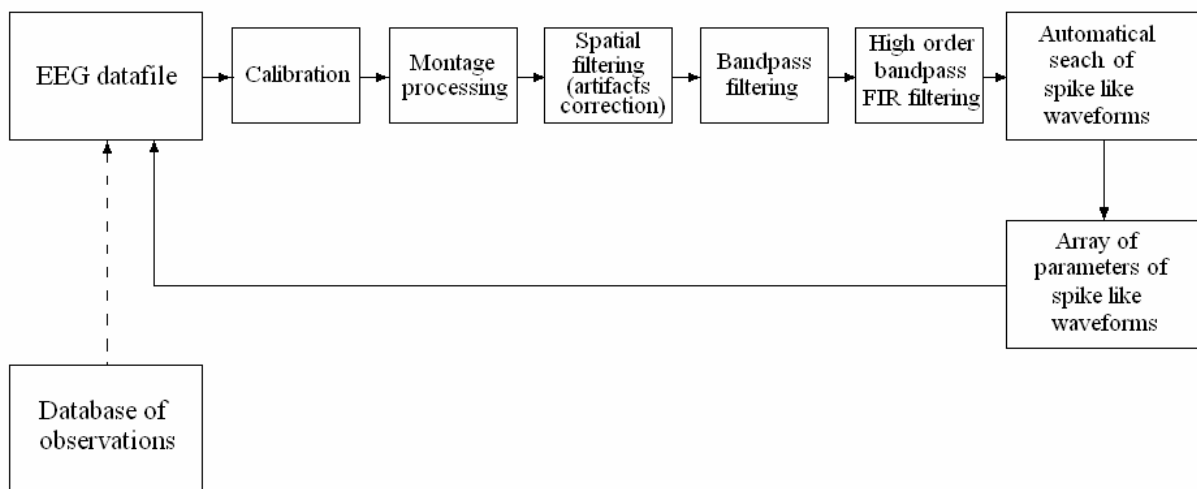 EEG datafile
Calibration
Montage
processing
Spatial
filtering
(artifacts
correction)
Bandpass
filtering
High order
bandpass
FIR filtering
Automatical
seach of
spike like
waveforms
Array of
parameters of
spike like
waveforms
Database of
observations